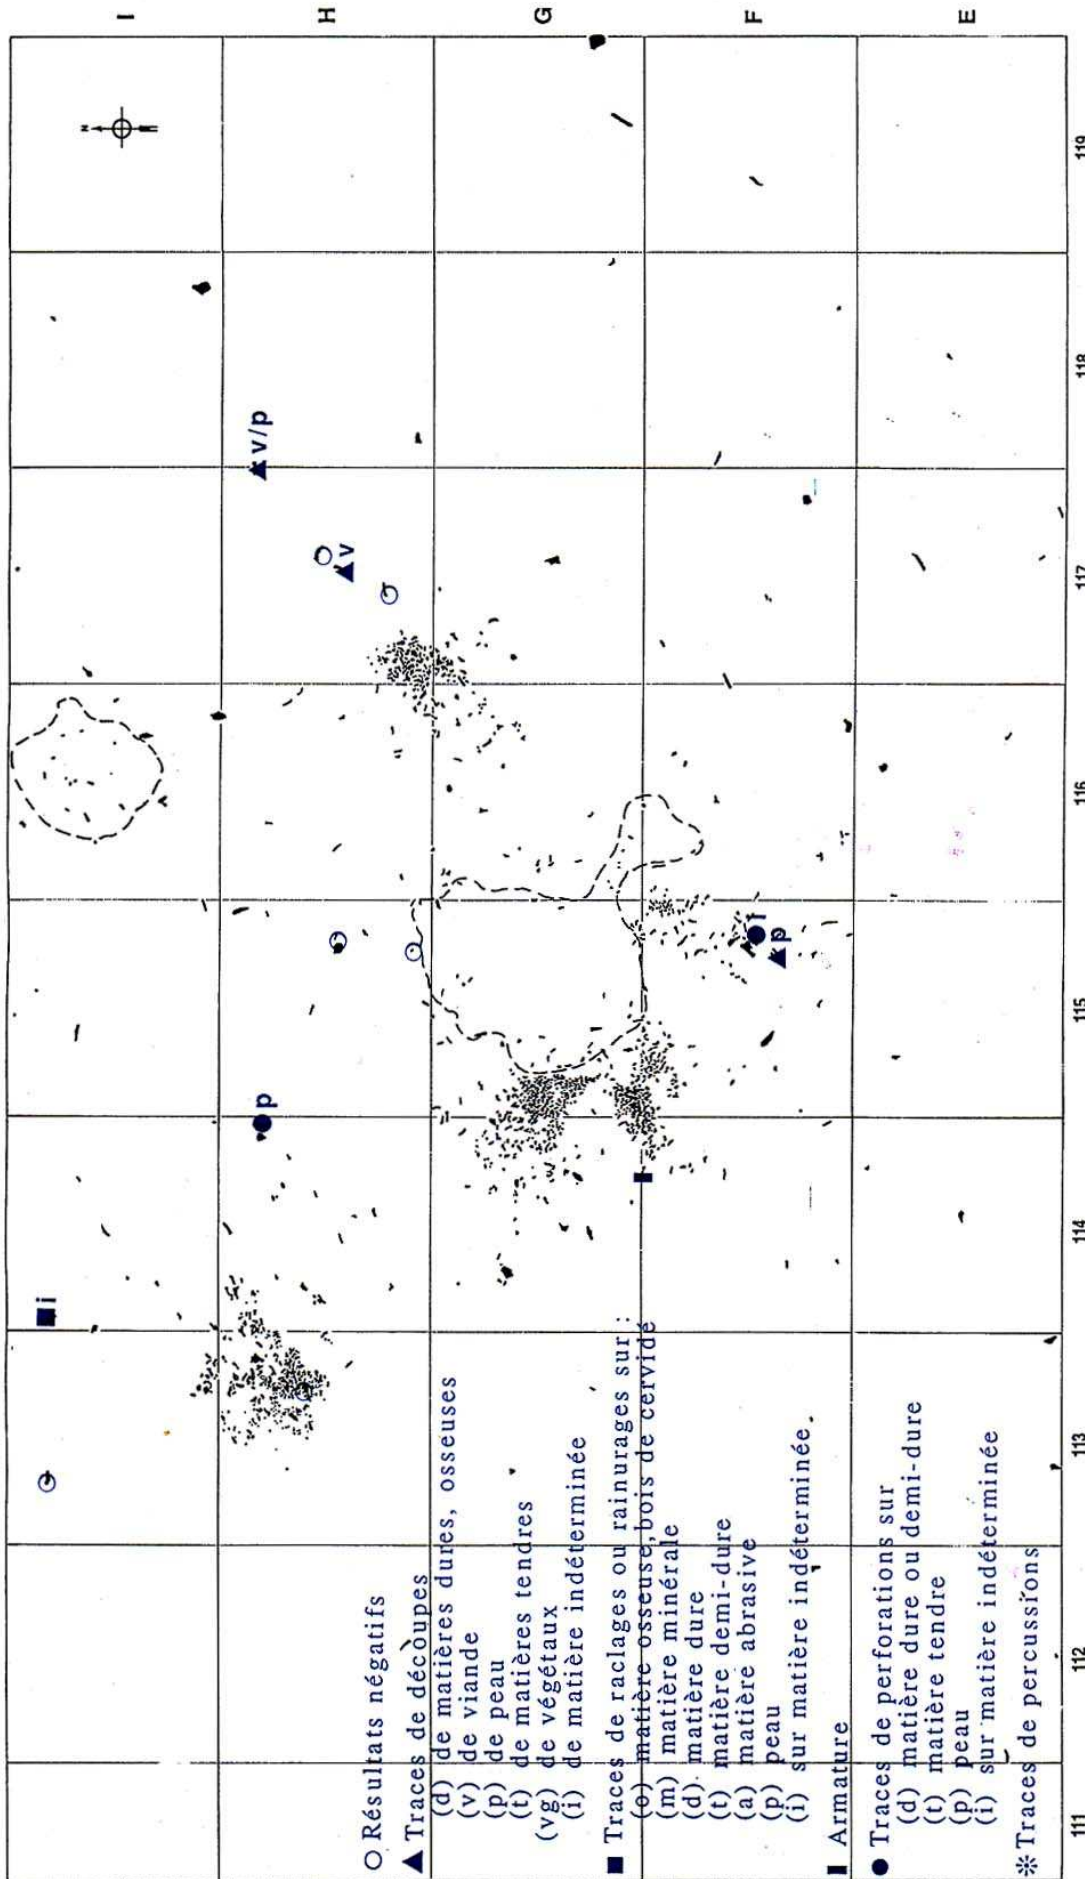 I
H
G
F
E
N
v/p
v
p
i
i
p
○ Résultats négatifs
▲ Traces de découpes
(d) de matières dures, osseuses
(v) de viande
(p) de peau
(t) de matières tendres
(vg) de végétaux
(i) de matière indéterminée
■ Traces de raclages ou rainurages sur :
(o) matière osseuse, bois de cervidé
(m) matière minérale
(d) matière dure
(t) matière demi-dure
(a) matière abrasive
(p) peau
(i) sur matière indéterminée
Armature
● Traces de perforations sur
(d) matière dure ou demi-dure
(t) matière tendre
(p) peau
(i) sur matière indéterminée
Traces de percussions
111 112 113 114 115 116 117 118 119